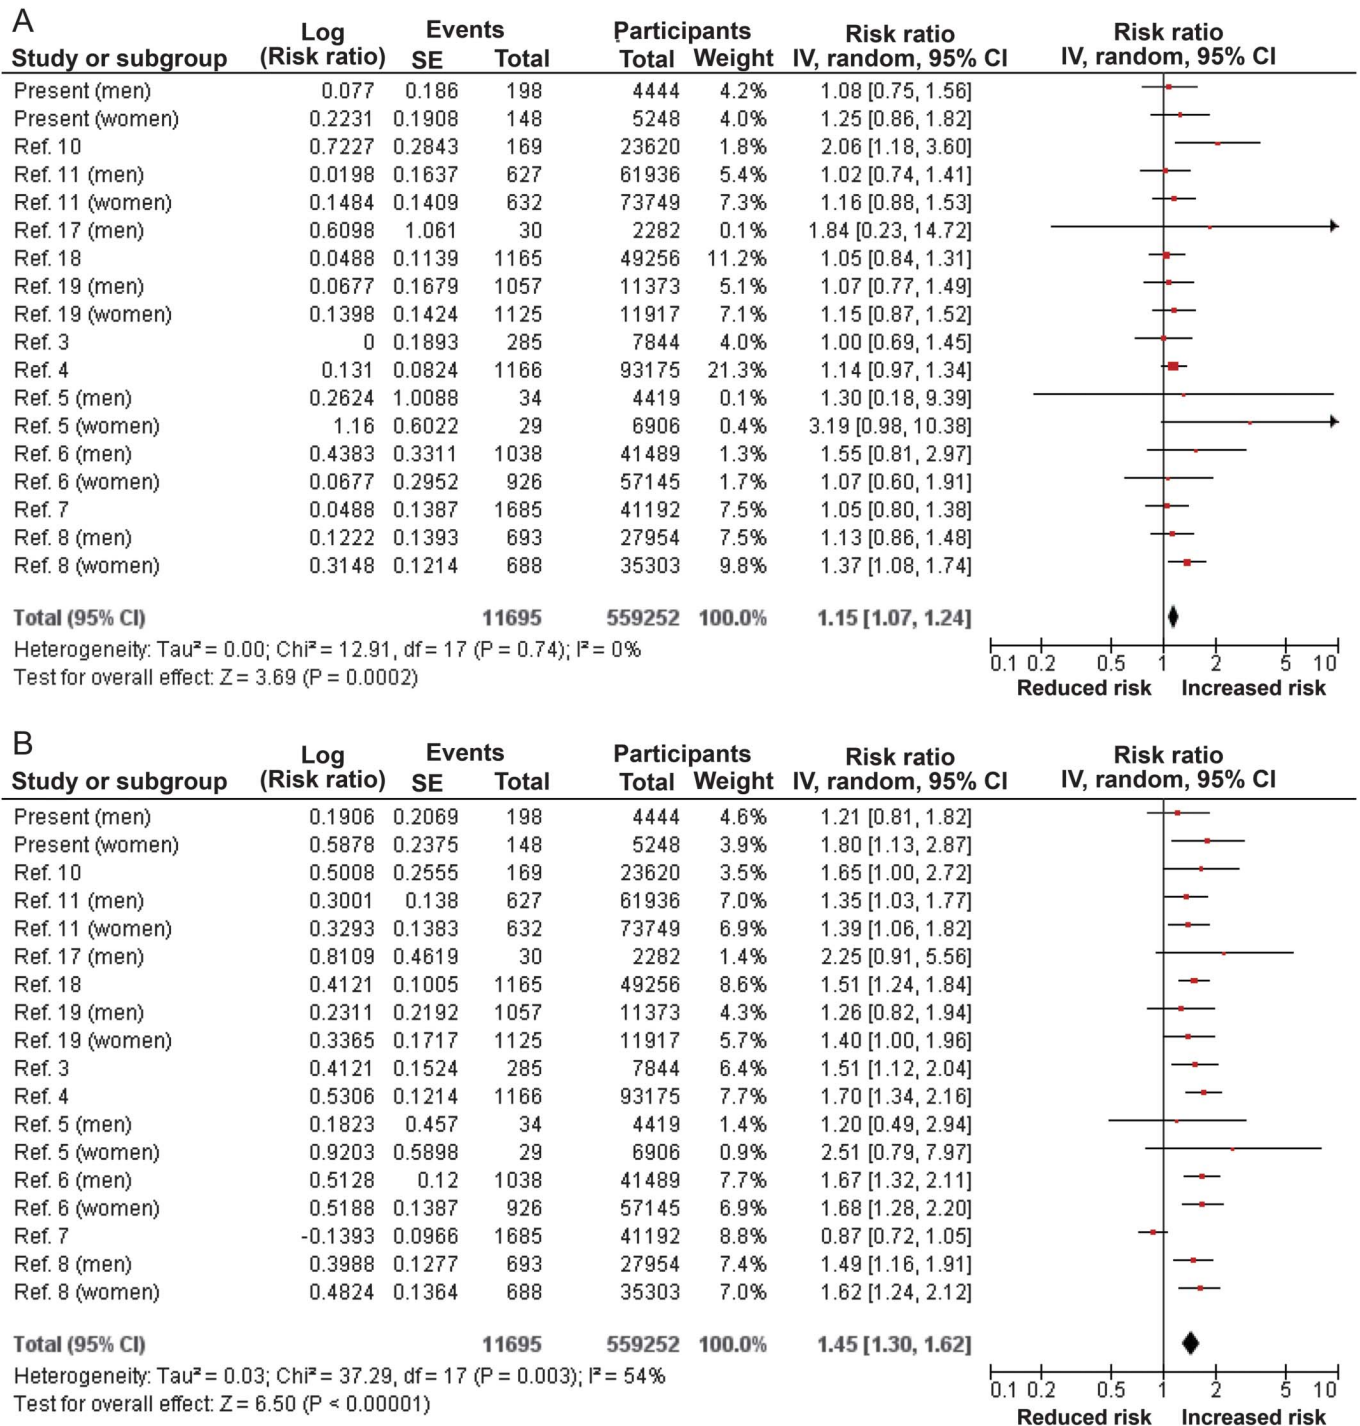 A
Log Events Participants Risk ratio Risk ratio
Study or subgroup (Risk ratio) SE Total Total Weight IV, random, 95% CI IV, random, 95% CI
Present (men) 0.077 0.186 198 4444 4.2% 1.08 [0.75, 1.56]
Present (women) 0.2231 0.1908 148 5248 4.0% 1.25 [0.86, 1.82]
Ref. 10 0.7227 0.2843 169 23620 1.8% 2.06 [1.18, 3.60]
Ref. 11 (men) 0.0198 0.1637 627 61936 5.4% 1.02 [0.74, 1.41]
Ref. 11 (women) 0.1484 0.1409 632 73749 7.3% 1.16 [0.88, 1.53]
Ref. 17 (men) 0.6098 1.061 30 2282 0.1% 1.84 [0.23, 14.72]
Ref. 18 0.0488 0.1139 1165 49256 11.2% 1.05 [0.84, 1.31]
Ref. 19 (men) 0.0677 0.1679 1057 11373 5.1% 1.07 [0.77, 1.49]
Ref. 19 (women) 0.1398 0.1424 1125 11917 7.1% 1.15 [0.87, 1.52]
Ref. 3 0 0.1893 285 7844 4.0% 1.00 [0.69, 1.45]
Ref. 4 0.131 0.0824 1166 93175 21.3% 1.14 [0.97, 1.34]
Ref. 5 (men) 0.2624 1.0088 34 4419 0.1% 1.30 [0.18, 9.39]
Ref. 5 (women) 1.16 0.6022 29 6906 0.4% 3.19 [0.98, 10.38]
Ref. 6 (men) 0.4383 0.3311 1038 41489 1.3% 1.55 [0.81, 2.97]
Ref. 6 (women) 0.0677 0.2952 926 57145 1.7% 1.07 [0.60, 1.91]
Ref. 7 0.0488 0.1387 1685 41192 7.5% 1.05 [0.80, 1.38]
Ref. 8 (men) 0.1222 0.1393 693 27954 7.5% 1.13 [0.86, 1.48]
Ref. 8 (women) 0.3148 0.1214 688 35303 9.8% 1.37 [1.08, 1.74]
Total (95% CI) 11695 559252 100.0% 1.15 [1.07, 1.24]
Heterogeneity: Tau² = 0.00; Chi² = 12.91, df = 17 (P = 0.74); I² = 0%
0.1 0.2 0.5 1 2 5 10
Test for overall effect: Z = 3.69 (P = 0.0002)
Reduced risk Increased risk
B
Log Events Participants Risk ratio Risk ratio
Study or subgroup (Risk ratio) SE Total Total Weight IV, random, 95% CI IV, random, 95% CI
Present (men) 0.1906 0.2069 198 4444 4.6% 1.21 [0.81, 1.82]
Present (women) 0.5878 0.2375 148 5248 3.9% 1.80 [1.13, 2.87]
Ref. 10 0.5008 0.2555 169 23620 3.5% 1.65 [1.00, 2.72]
Ref. 11 (men) 0.3001 0.138 627 61936 7.0% 1.35 [1.03, 1.77]
Ref. 11 (women) 0.3293 0.1383 632 73749 6.9% 1.39 [1.06, 1.82]
Ref. 17 (men) 0.8109 0.4619 30 2282 1.4% 2.25 [0.91, 5.56]
Ref. 18 0.4121 0.1005 1165 49256 8.6% 1.51 [1.24, 1.84]
Ref. 19 (men) 0.2311 0.2192 1057 11373 4.3% 1.26 [0.82, 1.94]
Ref. 19 (women) 0.3365 0.1717 1125 11917 5.7% 1.40 [1.00, 1.96]
Ref. 3 0.4121 0.1524 285 7844 6.4% 1.51 [1.12, 2.04]
Ref. 4 0.5306 0.1214 1166 93175 7.7% 1.70 [1.34, 2.16]
Ref. 5 (men) 0.1823 0.457 34 4419 1.4% 1.20 [0.49, 2.94]
Ref. 5 (women) 0.9203 0.5898 29 6906 0.9% 2.51 [0.79, 7.97]
Ref. 6 (men) 0.5128 0.12 1038 41489 7.7% 1.67 [1.32, 2.11]
Ref. 6 (women) 0.5188 0.1387 926 57145 6.9% 1.68 [1.28, 2.20]
Ref. 7 -0.1393 0.0966 1685 41192 8.8% 0.87 [0.72, 1.05]
Ref. 8 (men) 0.3988 0.1277 693 27954 7.4% 1.49 [1.16, 1.91]
Ref. 8 (women) 0.4824 0.1364 688 35303 7.0% 1.62 [1.24, 2.12]
Total (95% CI) 11695 559252 100.0% 1.45 [1.30, 1.62]
Heterogeneity: Tau² = 0.03; Chi² = 37.29, df = 17 (P = 0.003); I² = 54%
0.1 0.2 0.5 1 2 5 10
Test for overall effect: Z = 6.50 (P < 0.00001)
Reduced risk Increased risk